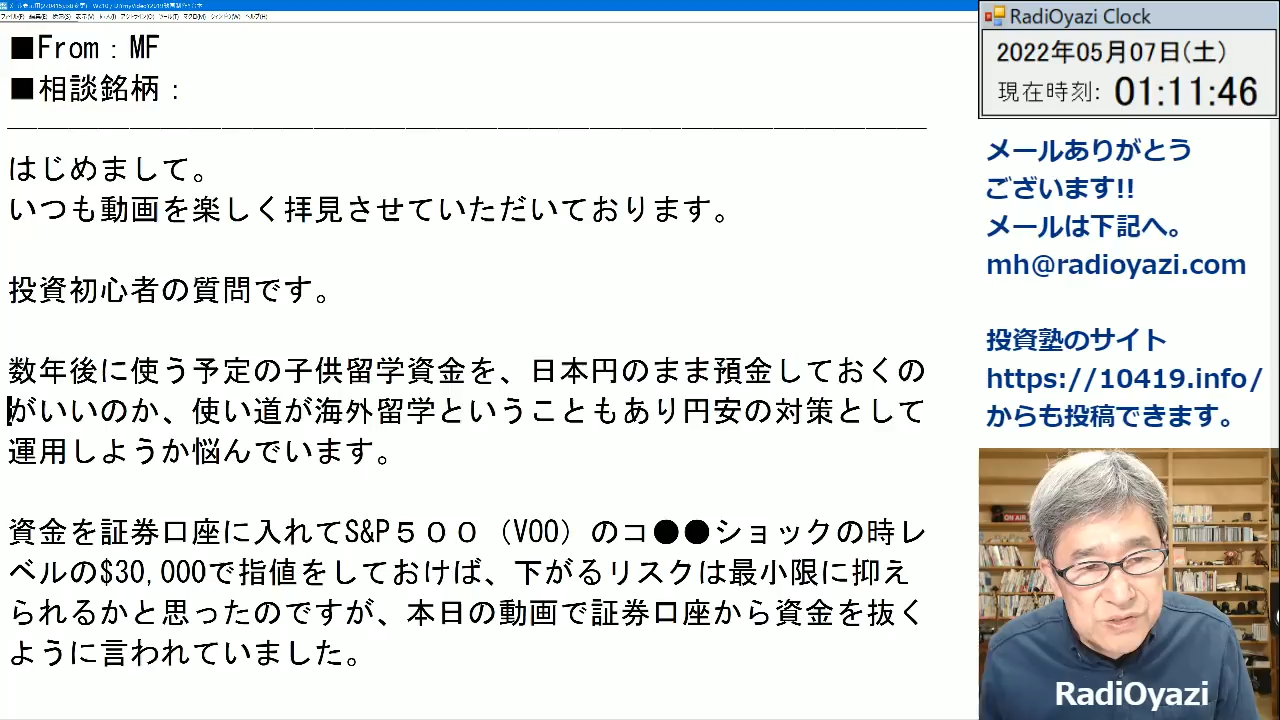 ■From：MF
■相談銘柄：
はじめまして。
いつも動画を楽しく拝見させていただいております。
投資初心者の質問です。
数年後に使う予定の子供留学資金を、日本円のまま預金しておくの
がいいのか、使い道が海外留学ということもあり円安の対策として
運用しようか悩んでいます。
資金を証券口座に入れてS&P５００（VOO）のコ●●ショックの時レ
ベルの$30,000で指値をしておけば、下がるリスクは最小限に抑え
られるかと思ったのですが、本日の動画で証券口座から資金を抜く
ように言われていました。
RadiOyazi Clock
2022年05月07日(土)
現在時刻: 01:11:46
メールありがとう
ございます!!
メールは下記へ。
mh@radioyazi.com
投資塾のサイト
https://10419.info/
からも投稿できます。
ON AIR
RadiOyazi